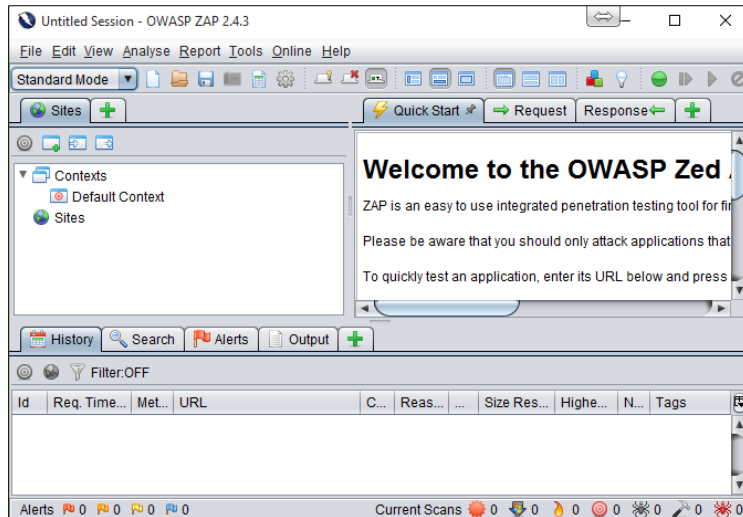 Untitled Session - OWASP ZAP 2.4.3
File Edit View Analyse Report Tools Online Help
Standard Mode
Sites
Quick Start Request Response
Contexts
Default Context
Sites
Welcome to the OWASP Zed
ZAP is an easy to use integrated penetration testing tool for
Please be aware that you should only attack applications that
To quickly test an application, enter its URL below and press
History Search Alerts Output
Filter:OFF
Id Req. Time... Met... URL C... Reas... ... Size Res... Highe... N... Tags
Alerts 0 0 0 0 Current Scans 0 0 0 0 0 0 0